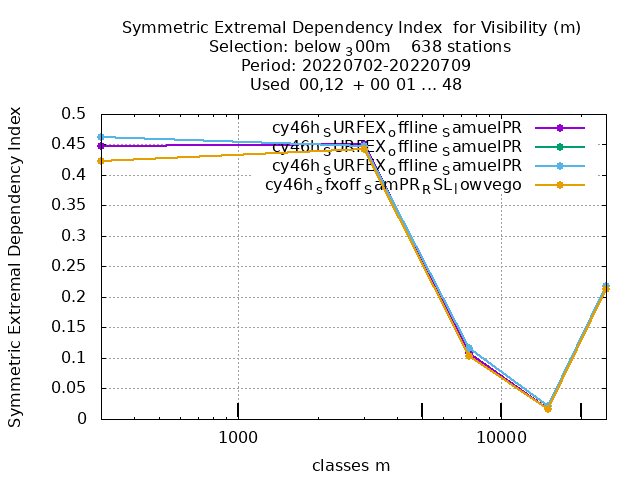 Symmetric Extremal Dependency Index  for Visibility (m)
Selection: below ₃00m    638 stations
Period: 20220702-20220709
Used  00,12  + 00 01 ... 48
Symmetric Extremal Dependency Index
0.5
0.45
0.4
0.35
0.3
0.25
0.2
0.15
0.1
0.05
0
cy46h_SURFEX_offline_SamuelPR
cy46h_SURFEX_offline_SamuelPR
cy46h_SURFEX_offline_SamuelPR
cy46h_sfxoff_SamPR_RSL_lowvego
1000
10000
classes m